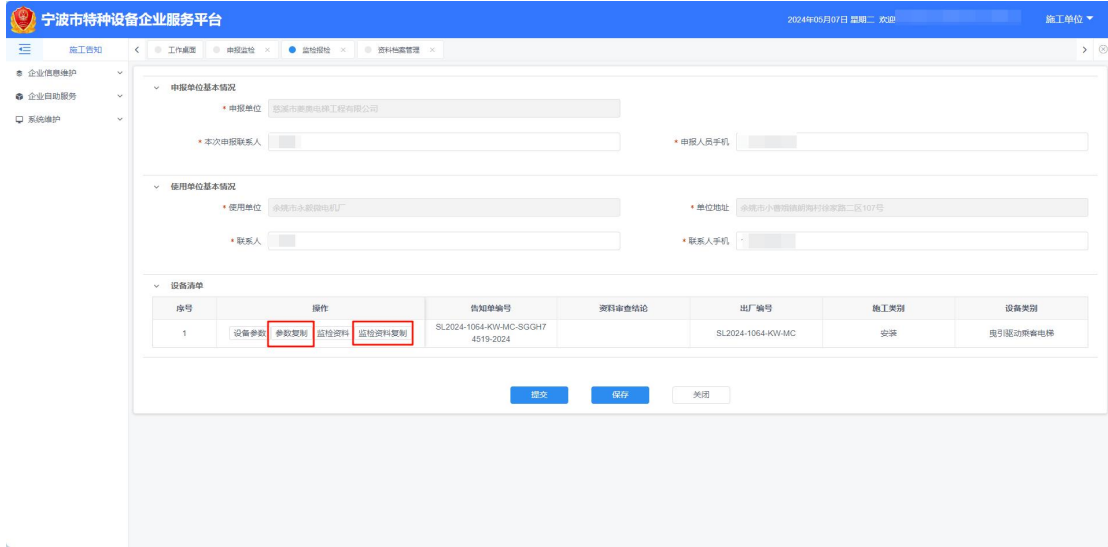 宁波市特种设备企业服务平台
2024年05月07日 星期二 欢迎
施工单位
施工告知
工作桌面
申报监检 ×
监检报检 ×
资料档案管理 ×
企业信息维护
企业自助服务
系统维护
申报单位基本情况
* 申报单位
* 本次申报联系人
* 申报人员手机
使用单位基本情况
* 使用单位
* 单位地址
* 联系人
* 联系人手机
设备清单
序号 操作 告知单编号 资料审查结论 出厂编号 施工类别 设备类别
1 设备参数 参数复制 监检资料 监检资料复制 SL2024-1064-KW-MC-SGGH7 SL2024-1064-KW-MC 安装 曳引驱动乘客电梯
4519-2024
提交 保存 关闭